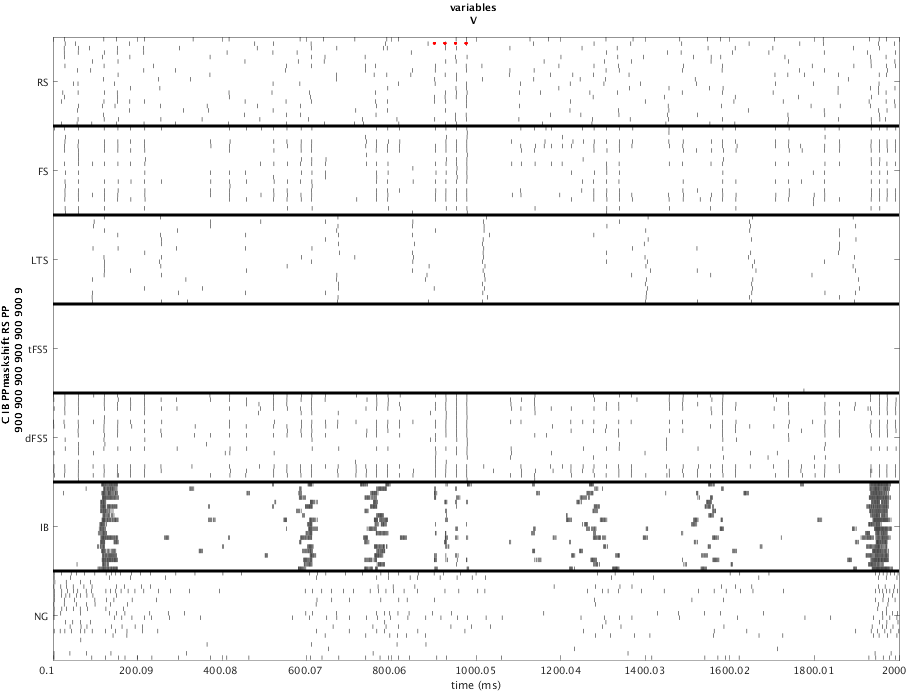 variables
V
RS
FS
LTS
tFS5
dFS5
IB
NG
C IB PPmaskshift RS PP
900 900 900 900 900 900 9
0.1 200.09 400.08 600.07 800.06 1000.05 1200.04 1400.03 1600.02 1800.01 2000
time (ms)